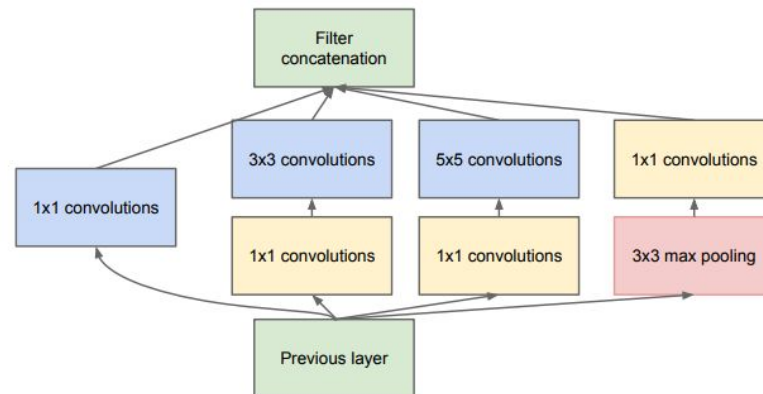 Filter
concatenation
3x3 convolutions
5x5 convolutions
1x1 convolutions
1x1 convolutions
1x1 convolutions
1x1 convolutions
3x3 max pooling
Previous layer